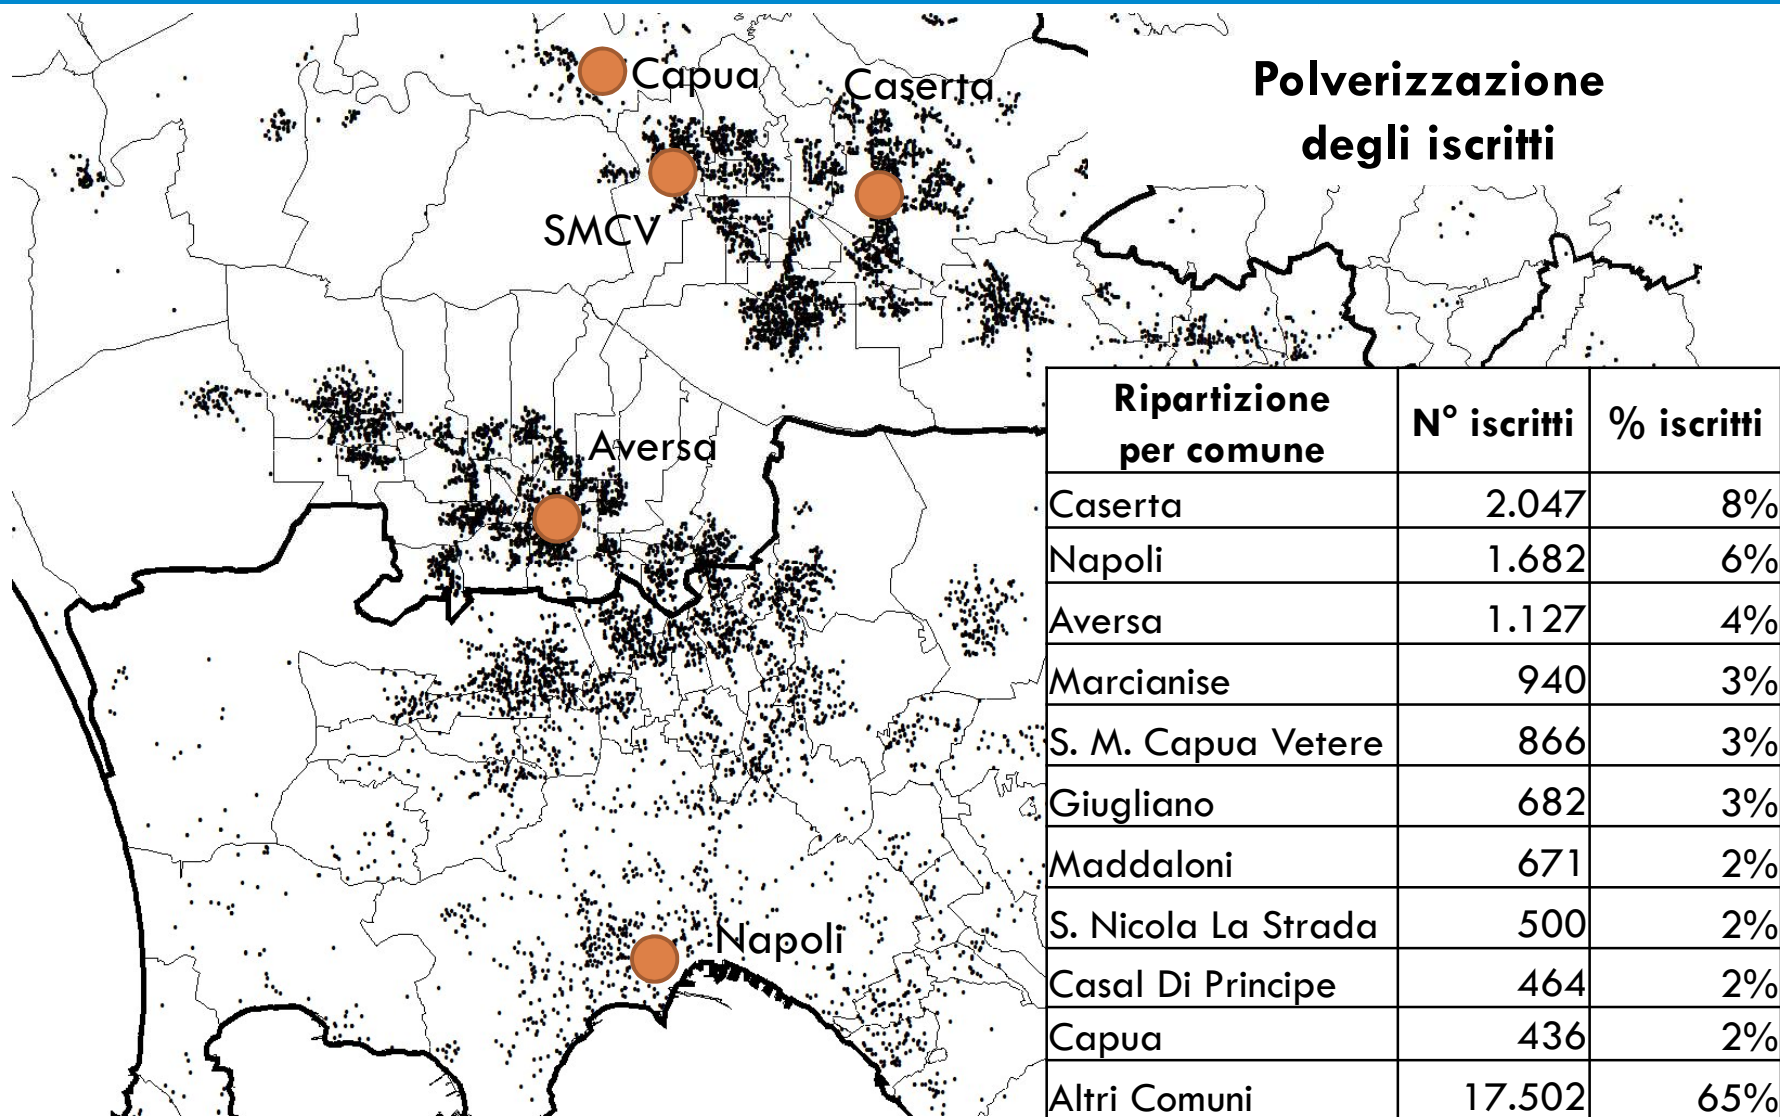 Polverizzazione
degli iscritti
Capua
Caserta
SMCV
Aversa
Napoli
Ripartizione
per comune N° iscritti % iscritti
Caserta 2.047 8%
Napoli 1.682 6%
Aversa 1.127 4%
Marcianise 940 3%
S. M. Capua Vetere 866 3%
Giugliano 682 3%
Maddaloni 671 2%
S. Nicola La Strada 500 2%
Casal Di Principe 464 2%
Capua 436 2%
Altri Comuni 17.502 65%